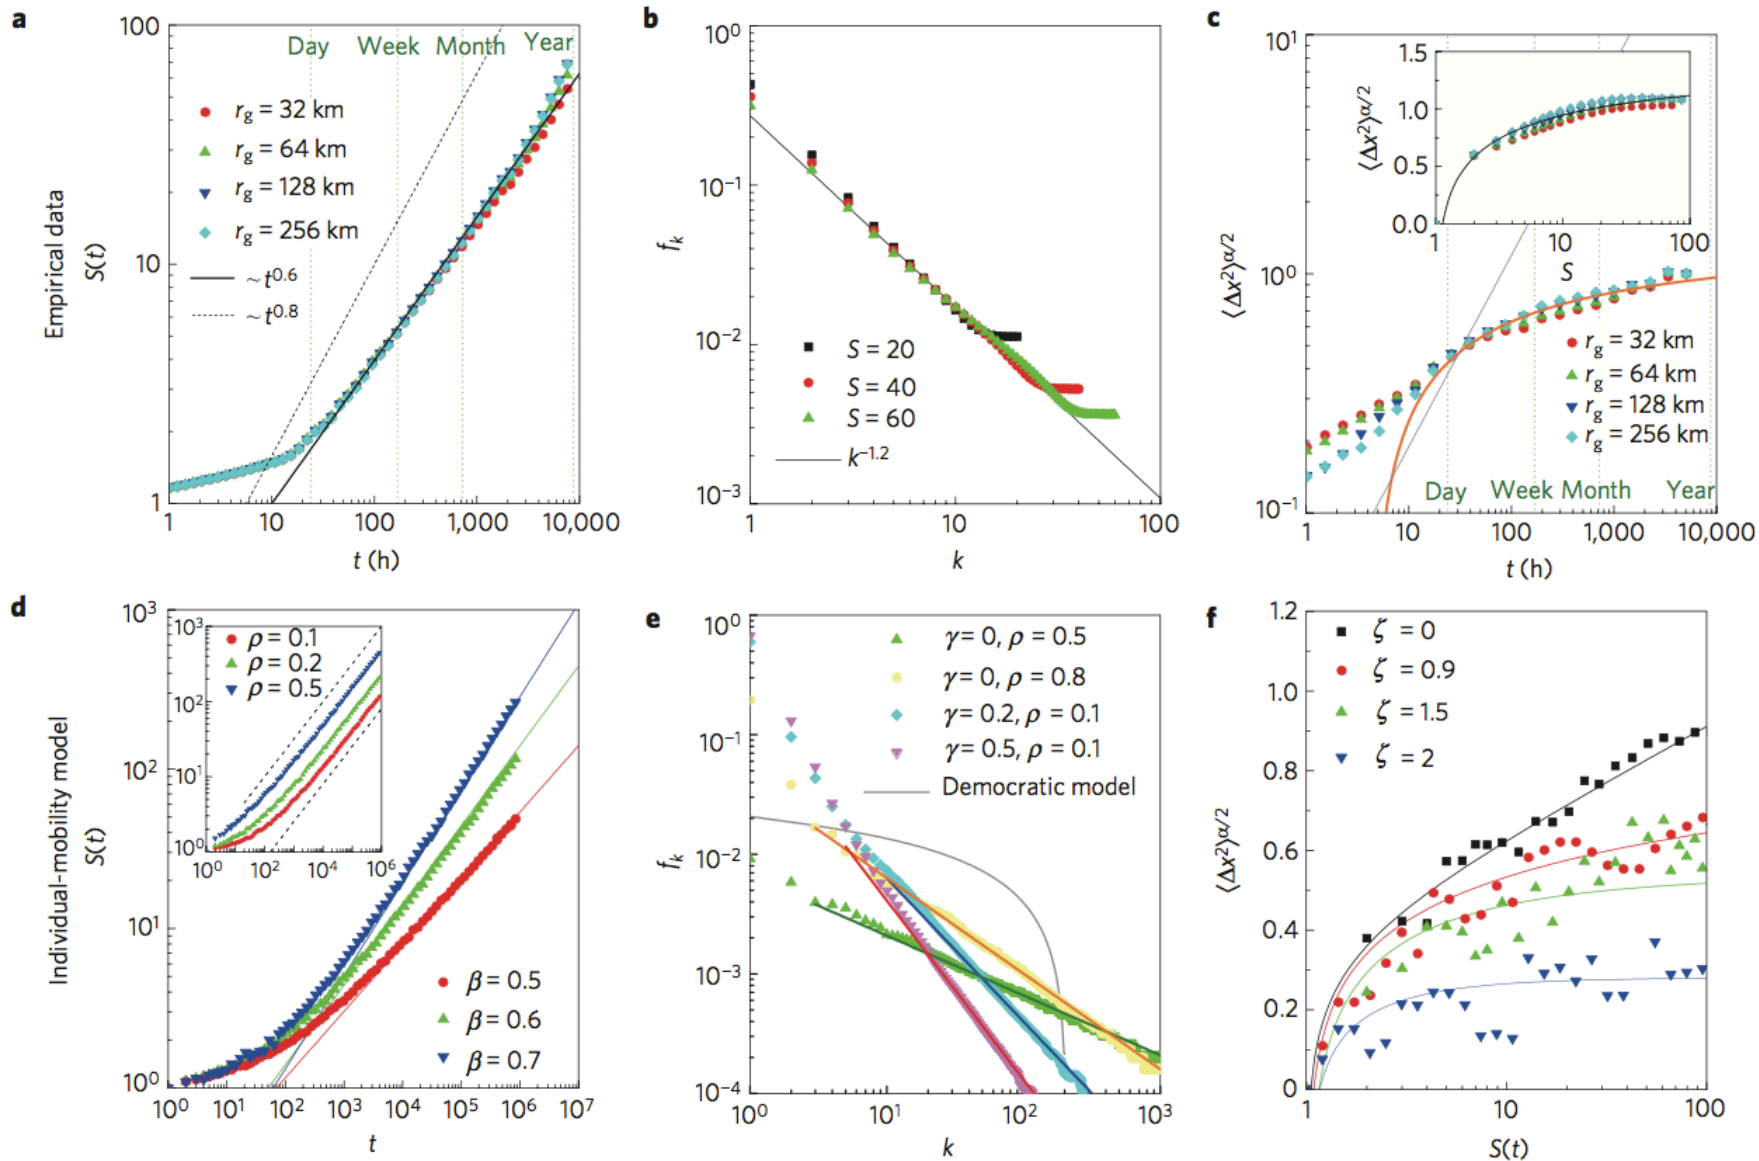 a
100
10
1
1
10
100
1,000
10,000
Day
Week
Month
Year
r_g = 32 km
r_g = 64 km
r_g = 128 km
r_g = 256 km
~ t^0.6
~ t^0.8
Empirical data
S(t)
t (h)
b
10^0
10^−1
10^−2
10^−3
1
10
100
S = 20
S = 40
S = 60
k^−1.2
f_k
k
c
10^1
10^0
10^−1
1
10
100
1,000
10,000
1.5
1.0
0.5
0.0
1
10
100
⟨Δx^2⟩^α/2
S
r_g = 32 km
r_g = 64 km
r_g = 128 km
r_g = 256 km
Day
Week
Month
Year
⟨Δx^2⟩^α/2
t (h)
d
10^3
10^2
10^1
10^0
10^0
10^1
10^2
10^3
10^4
10^5
10^6
10^7
10^3
10^2
10^1
10^0
10^0
10^2
10^4
10^6
ρ = 0.1
ρ = 0.2
ρ = 0.5
β = 0.5
β = 0.6
β = 0.7
Individual-mobility model
S(t)
t
e
10^0
10^−1
10^−2
10^−3
10^−4
10^0
10^1
10^2
10^3
γ = 0, ρ = 0.5
γ = 0, ρ = 0.8
γ = 0.2, ρ = 0.1
γ = 0.5, ρ = 0.1
Democratic model
f_k
k
f
1.2
1.0
0.8
0.6
0.4
0.2
0
1
10
100
ζ = 0
ζ = 0.9
ζ = 1.5
ζ = 2
⟨Δx^2⟩^α/2
S(t)